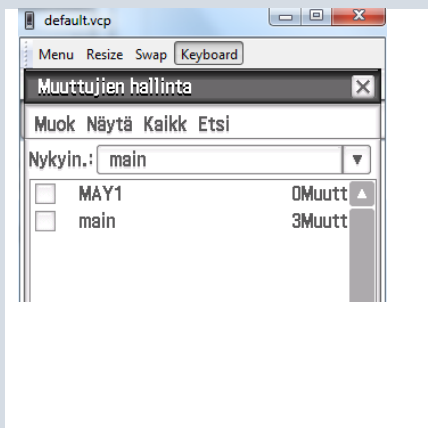 default.vcp
Menu Resize Swap Keyboard
Muuttujien hallinta
Muok Näytä Kaikk Etsi
Nykyin.: main
MAY1 0Muutt
main 3Muutt